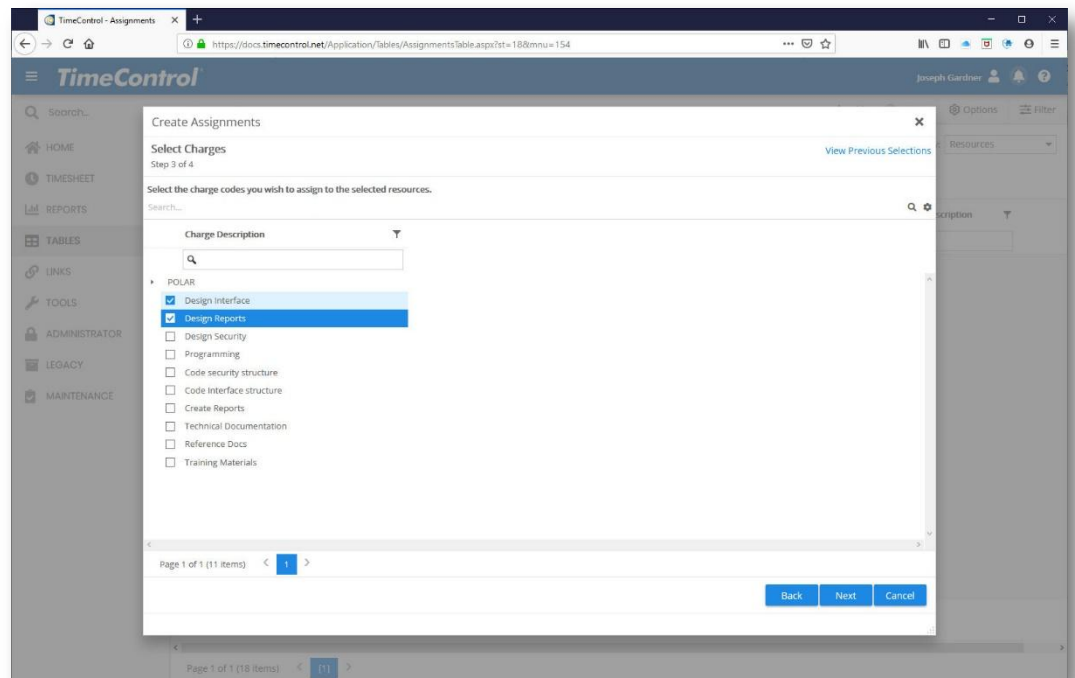 TimeControl - Assignments
https://docs.timecontrol.net/Application/Tables/AssignmentsTable.aspx?st=18&mnu=154
TimeControl
Joseph Gardner
Search...
Options
Filter
HOME
Resources
TIMESHEET
REPORTS
TABLES
LINKS
TOOLS
ADMINISTRATOR
LEGACY
MAINTENANCE
Create Assignments
Select Charges
View Previous Selections
Step 3 of 4
Select the charge codes you wish to assign to the selected resources.
Search...
Charge Description
POLAR
Design Interface
Design Reports
Design Security
Programming
Code security structure
Code Interface structure
Create Reports
Technical Documentation
Reference Docs
Training Materials
Page 1 of 1 (11 items) < 1 >
Back Next Cancel
Page 1 of 1 (18 items) < [1] >